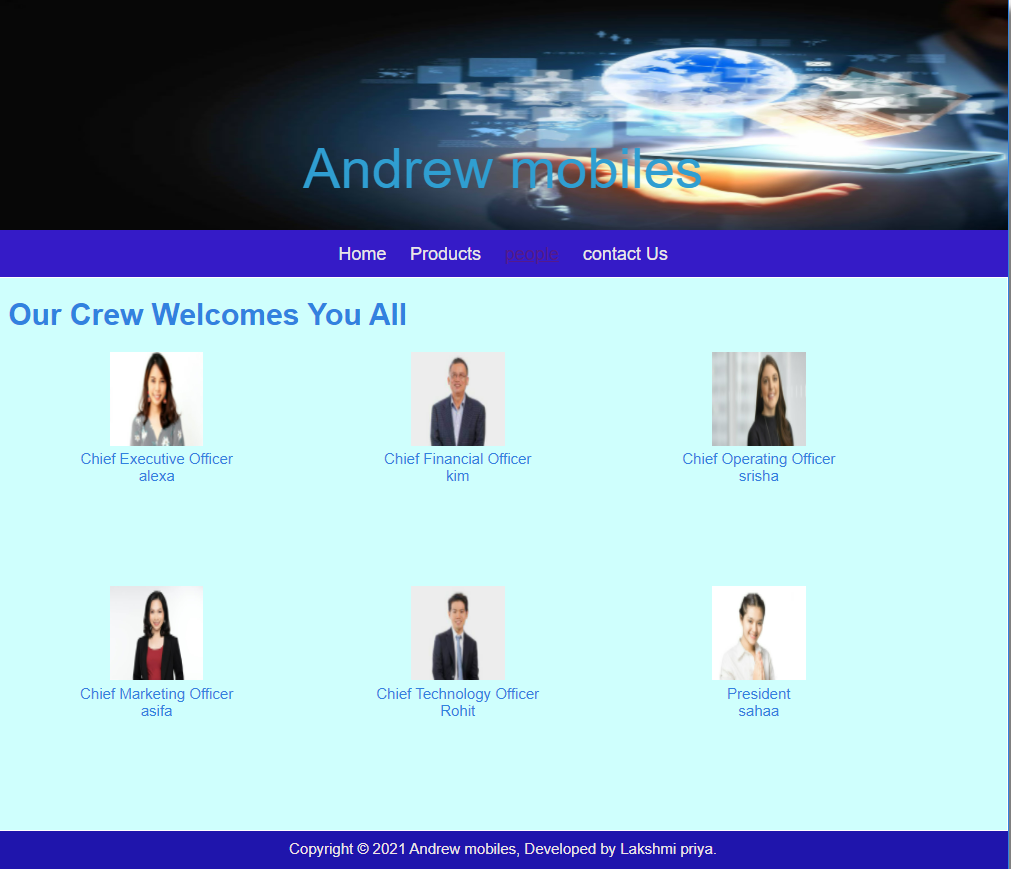 Andrew mobiles
Home Products people contact Us
Our Crew Welcomes You All
Chief Executive Officer
alexa
Chief Financial Officer
kim
Chief Operating Officer
srisha
Chief Marketing Officer
asifa
Chief Technology Officer
Rohit
President
sahaa
Copyright © 2021 Andrew mobiles, Developed by Lakshmi priya.